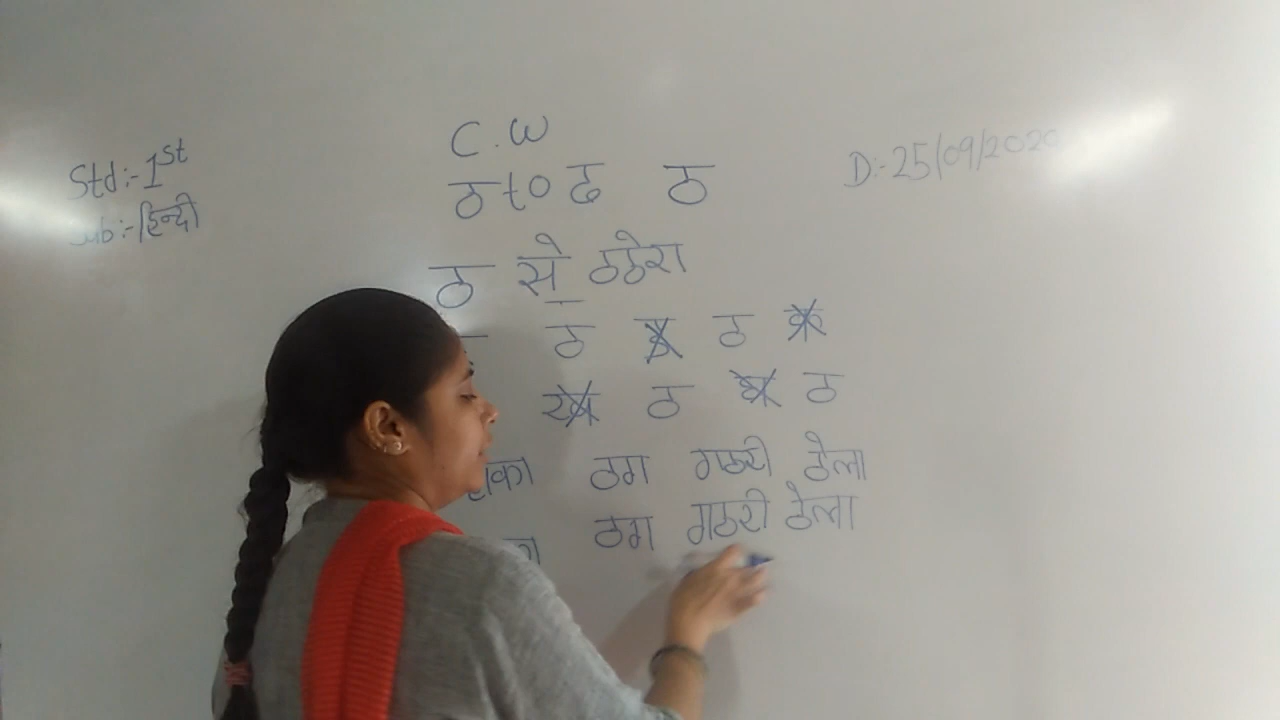 C.W
Std:-1st
D:-25/09/2020
ठ to ढ ठ
Sub:-हिन्दी
ठ से ठठेरा
ठ ठ
ठ ठ
ठग गठरी ठेला
ठग गठरी ठेला